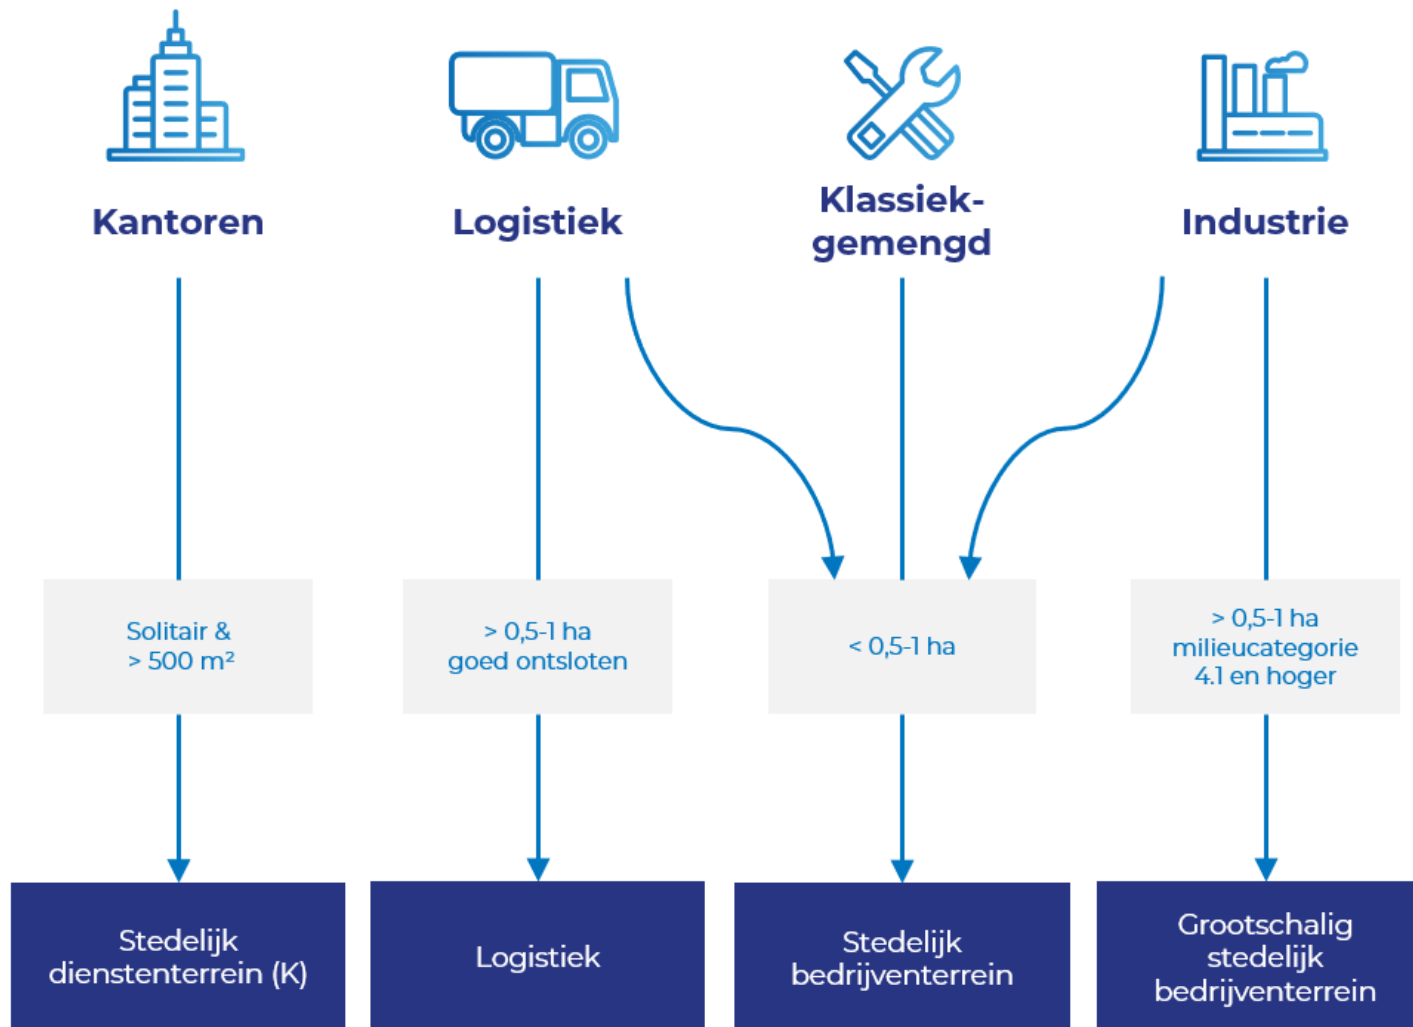 Kantoren
Logistiek
Klassiek-
gemengd
Industrie
Solitair &
> 500 m²
> 0,5-1 ha
goed ontsloten
< 0,5-1 ha
> 0,5-1 ha
milieucategorie
4.1 en hoger
Stedelijk
dienstenterrein (K)
Logistiek
Stedelijk
bedrijventerrein
Grootschalig
stedelijk
bedrijventerrein